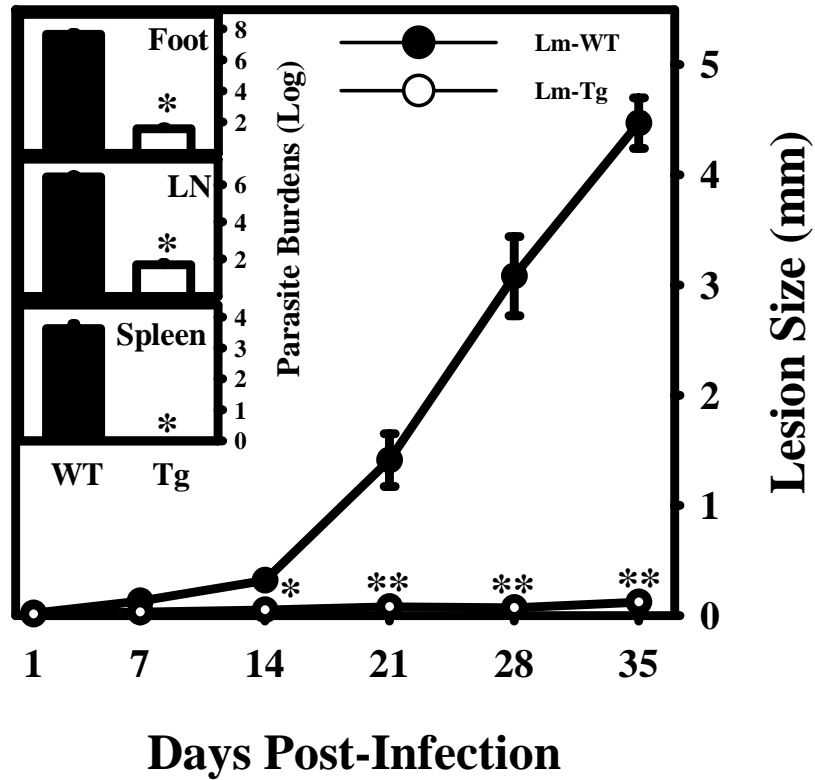 Foot
8
6
4
2
*
LN
6
4
2
*
Spleen
4
3
2
1
0
*
WT Tg
Parasite Burdens (Log)
Lm-WT
Lm-Tg
5
4
3
2
1
0
Lesion Size (mm)
* ** ** **
1 7 14 21 28 35
Days Post-Infection